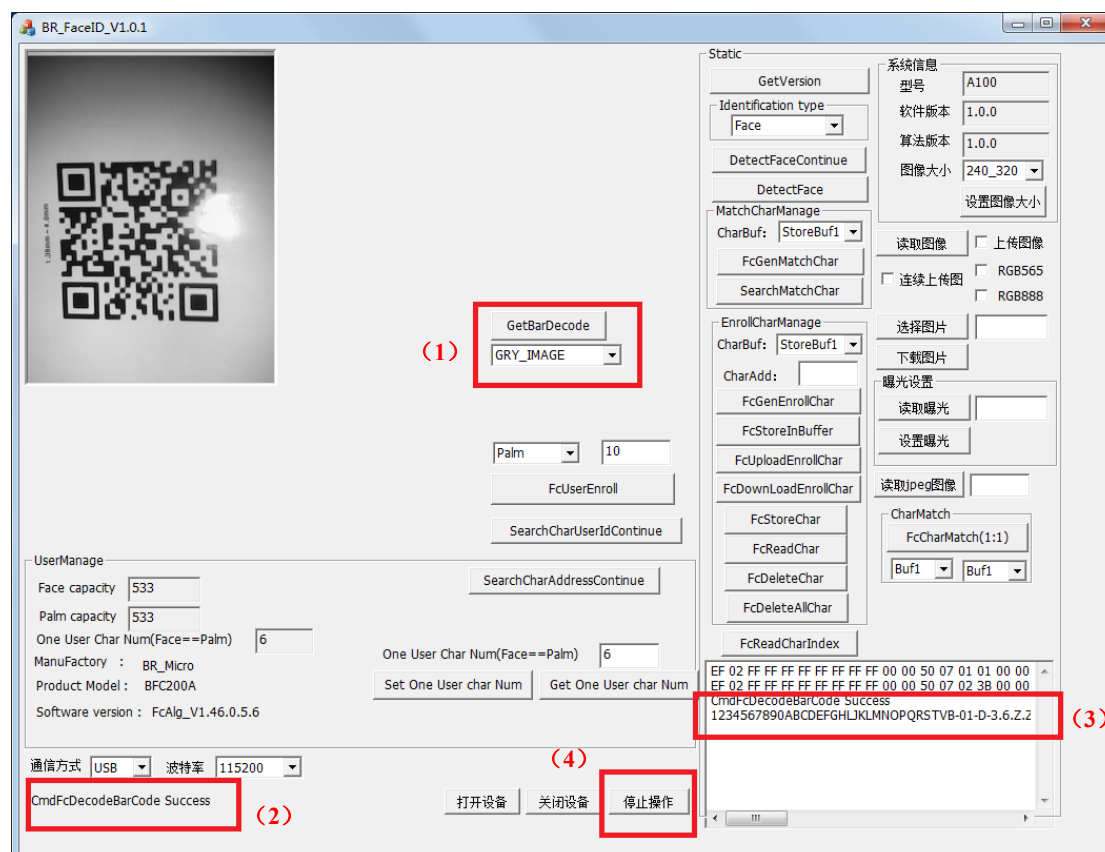 BR_FaceID_V1.0.1
1.38mm - 4.0mm
GetBarDecode
GRY_IMAGE
(1)
Palm
10
FcUserEnroll
SearchCharUserIdContinue
UserManage
Face capacity 533
Palm capacity 533
One User Char Num(Face==Palm) 6
ManuFactory : BR_Micro
Product Model : BFC200A
Software version : FcAlg_V1.46.0.5.6
SearchCharAddressContinue
One User Char Num(Face==Palm) 6
Set One User char Num
Get One User char Num
通信方式 USB 波特率 115200
CmdFcDecodeBarCode Success
(2)
打开设备
关闭设备
停止操作
(4)
Static
GetVersion
Identification type
Face
DetectFaceContinue
DetectFace
MatchCharManage
CharBuf: StoreBuf1
FcGenMatchChar
SearchMatchChar
EnrollCharManage
CharBuf: StoreBuf1
CharAdd:
FcGenEnrollChar
FcStoreInBuffer
FcUploadEnrollChar
FcDownLoadEnrollChar
FcStoreChar
FcReadChar
FcDeleteChar
FcDeleteAllChar
FcReadCharIndex
系统信息
型号 A100
软件版本 1.0.0
算法版本 1.0.0
图像大小 240_320
设置图像大小
读取图像
上传图像
连续上传图
RGB565
RGB888
选择图片
下载图片
曝光设置
读取曝光
设置曝光
读取jpeg图像
CharMatch
FcCharMatch(1:1)
Buf1 Buf1
EF 02 FF FF FF FF FF FF FF FF 00 00 50 07 01 01 00 00
EF 02 FF FF FF FF FF FF FF FF 00 00 50 07 02 3B 00 00
CmdFcDecodeBarCode Success
1234567890ABCDEFGHLJKLMNOPQRSTVB-01-D-3.6.Z.Z
(3)